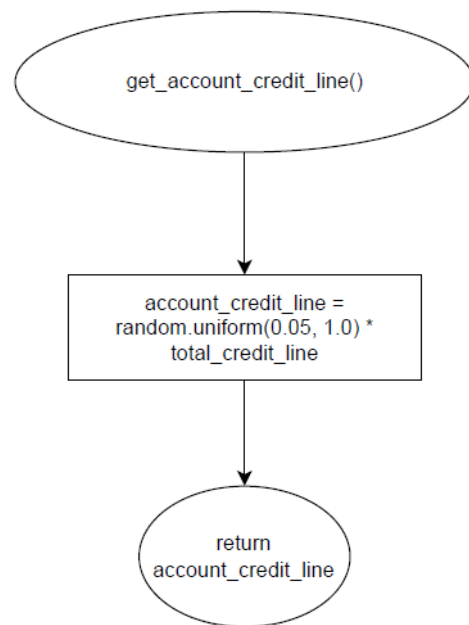 get_account_credit_line()
account_credit_line =
random.uniform(0.05, 1.0) *
total_credit_line
return
account_credit_line